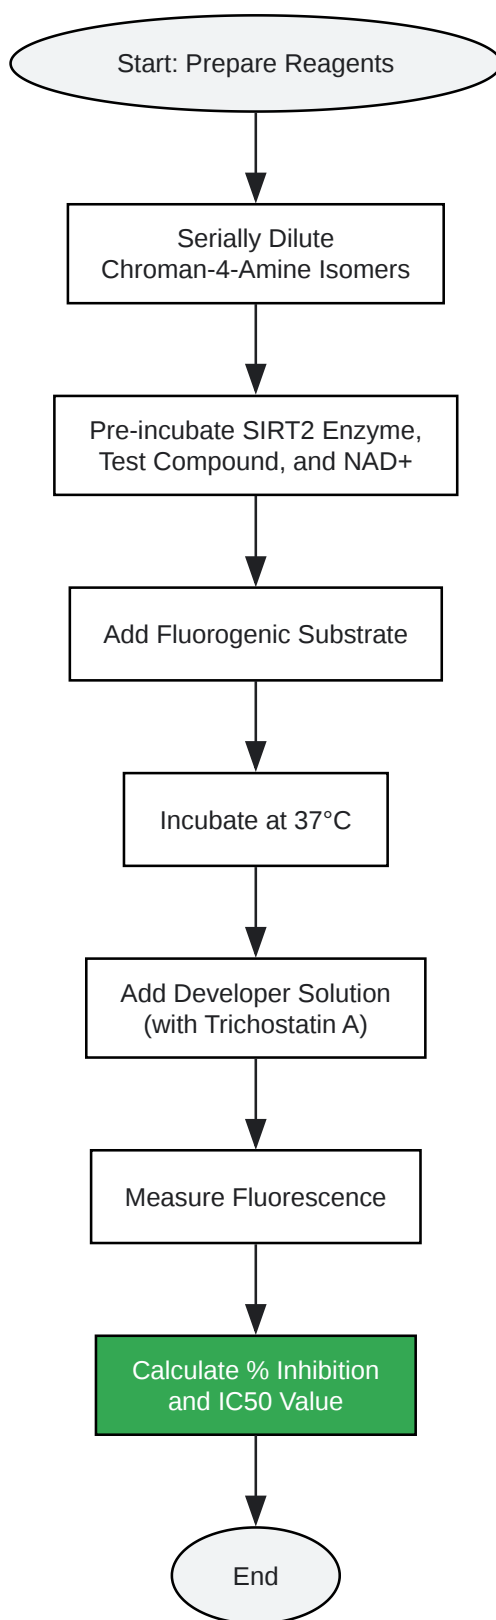 Start: Prepare Reagents
Serially Dilute
Chroman-4-Amine Isomers
Pre-incubate SIRT2 Enzyme,
Test Compound, and NAD+
Add Fluorogenic Substrate
Incubate at 37°C
Add Developer Solution
(with Trichostatin A)
Measure Fluorescence
Calculate % Inhibition
and IC50 Value
End